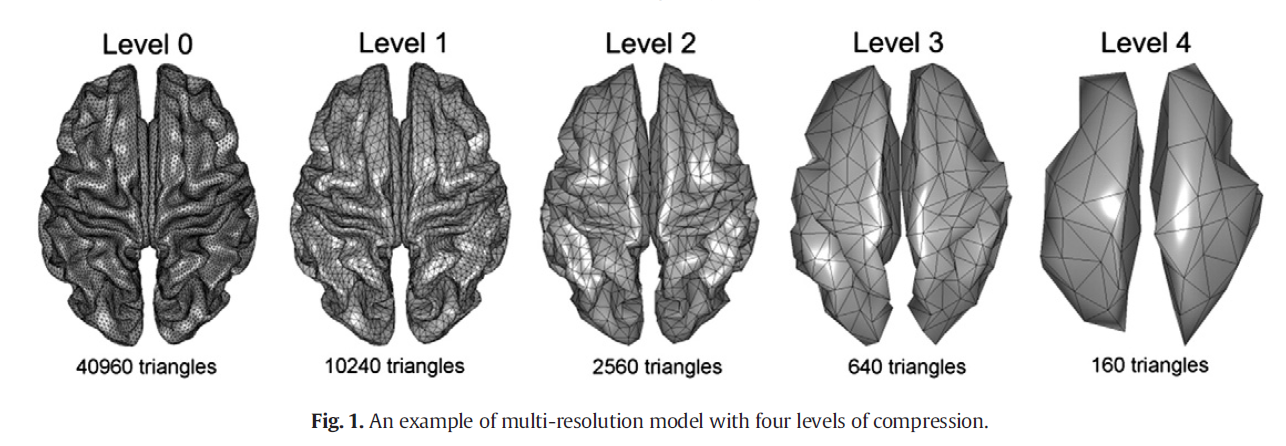 Level 0 Level 1 Level 2 Level 3 Level 4
40960 triangles 10240 triangles 2560 triangles 640 triangles 160 triangles
Fig. 1. An example of multi-resolution model with four levels of compression.